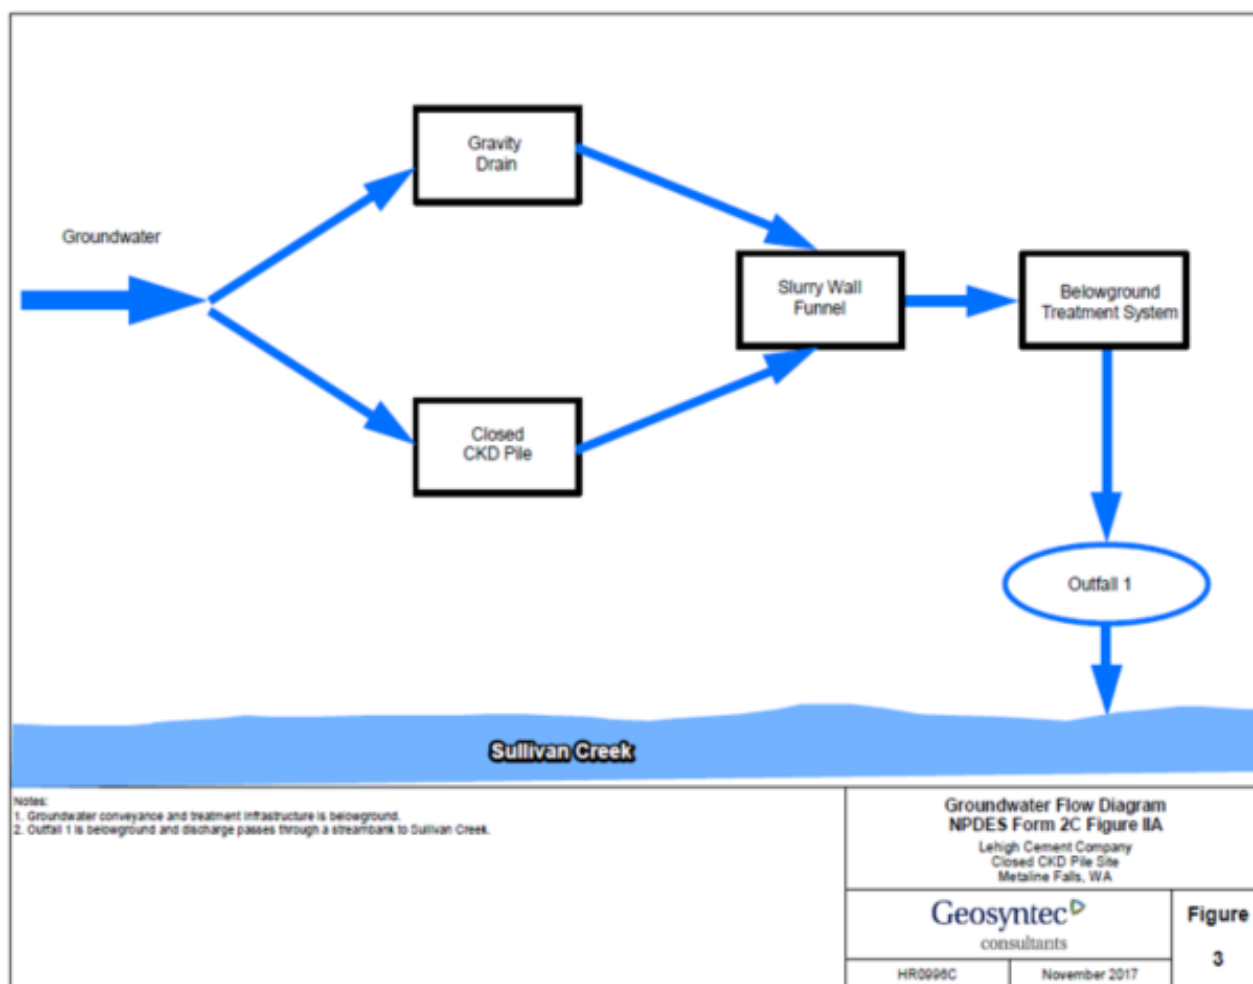 Groundwater
Gravity
Drain
Slurry Wall
Funnel
Belowground
Treatment System
Closed
CKD Pile
Outfall 1
Sullivan Creek
Notes:
1. Groundwater conveyance and treatment infrastructure is belowground.
2. Outfall 1 is belowground and discharge passes through a streambank to Sullivan Creek.
Groundwater Flow Diagram
NPDES Form 2C Figure IIA
Lehigh Cement Company
Closed CKD Pile Site
Metaline Falls, WA
Geosyntec
consultants
Figure
3
HR0996C
November 2017